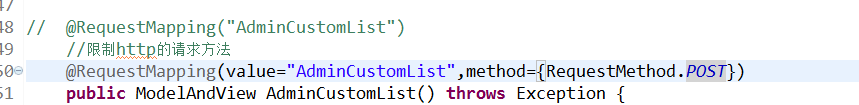 48 //  @RequestMapping("AdminCustomList")
49     //限制http的请求方法
50     @RequestMapping(value="AdminCustomList",method={RequestMethod.POST})
51     public ModelAndView AdminCustomList() throws Exception {